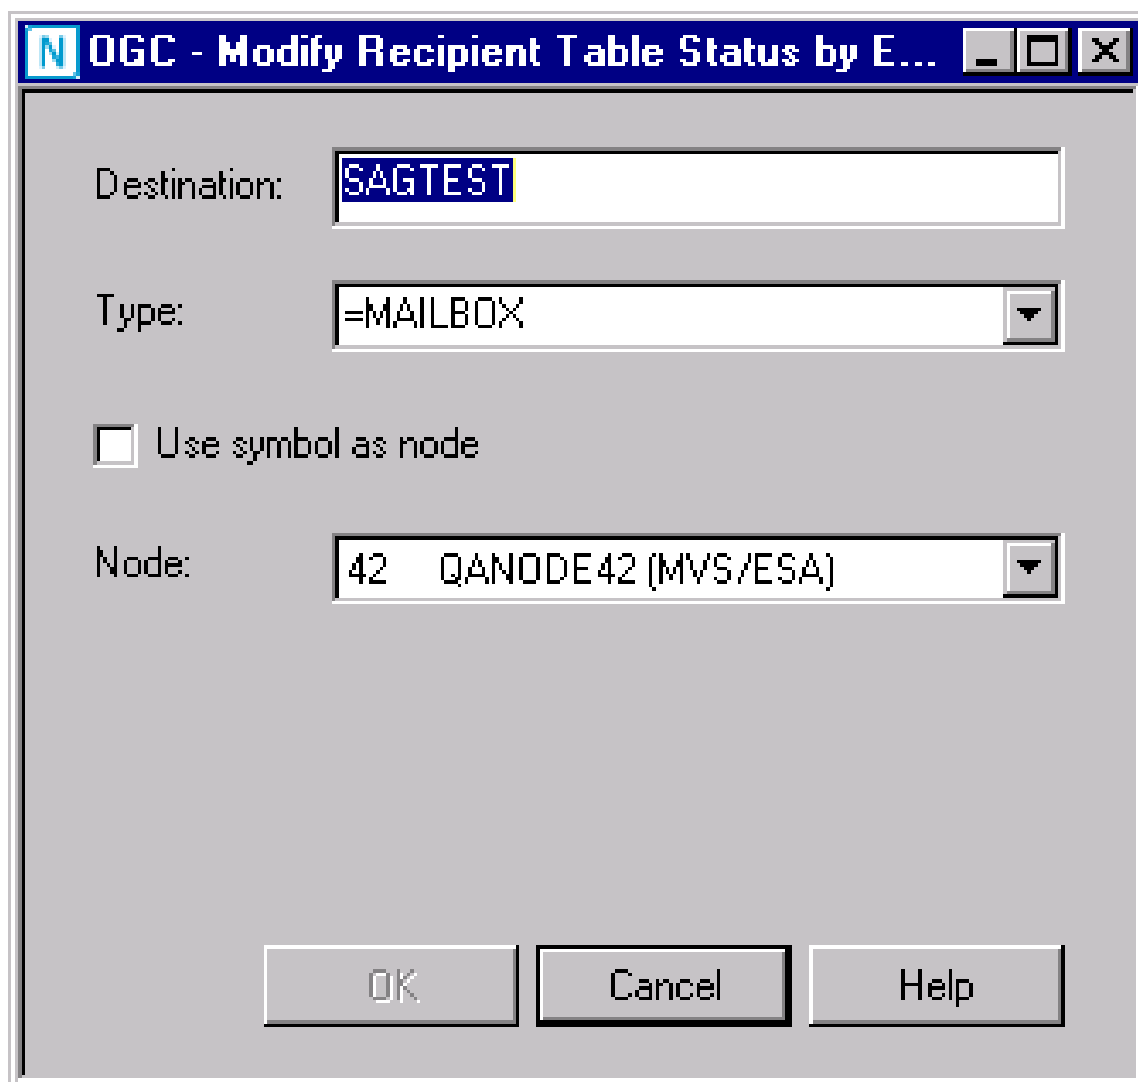 N OGC - Modify Recipient Table Status by E...
Destination: SAGTEST
Type: =MAILBOX
Use symbol as node
Node: 42 QANODE42 (MVS/ESA)
OK Cancel Help